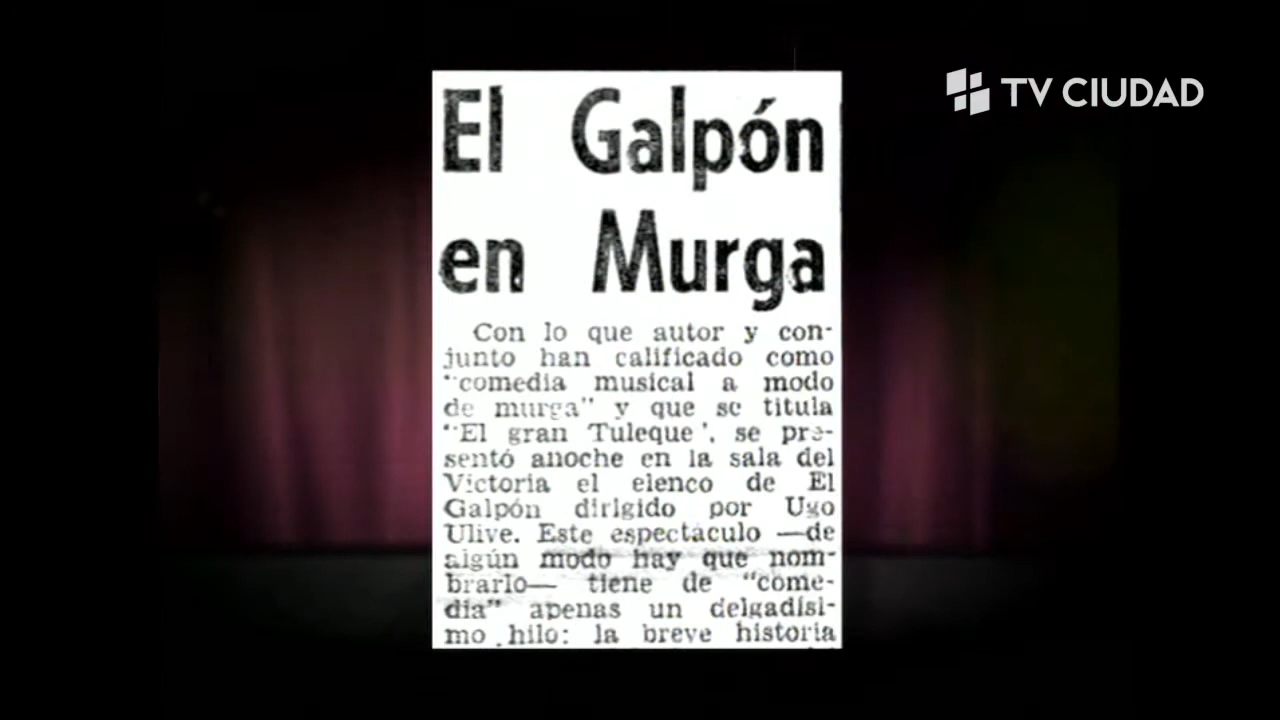 TV CIUDAD
El Galpón
en Murga
Con lo que autor y con-
junto han calificado como
"comedia musical a modo
de murga" y que se titula
"El gran Tuleque', se pre-
sentó anoche en la sala del
Victoria el elenco de El
Galpón dirigido por Ugo
Ulive. Este espectáculo —de
algún modo hay que nom-
brarlo— tiene de "come-
dia" apenas un delgadísi-
mo hilo: la breve historia